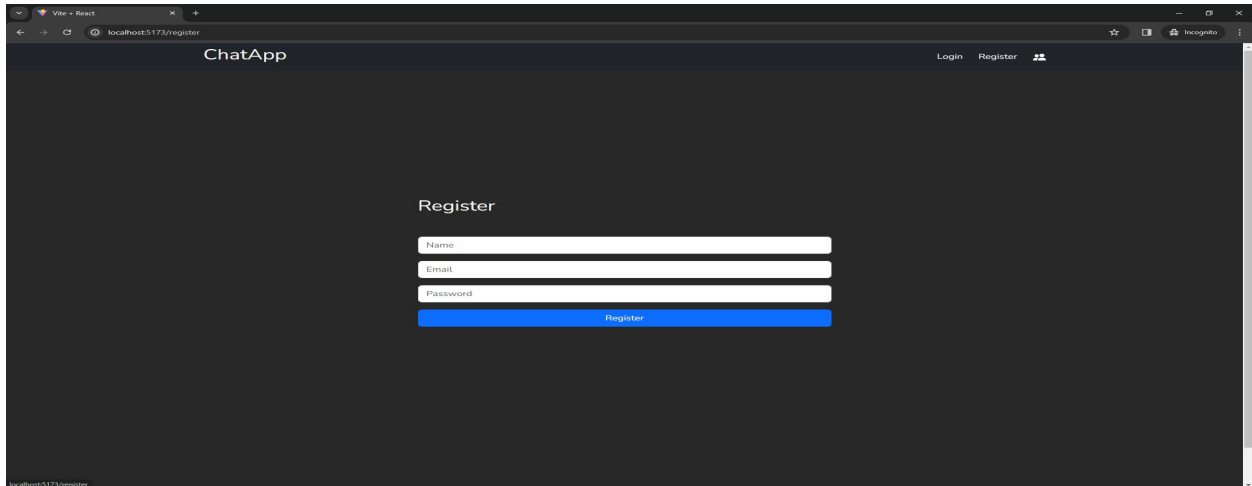 Vite + React
localhost:5173/register
Incognito
ChatApp
Login Register
Register
Name
Email
Password
Register
localhost:5173/register